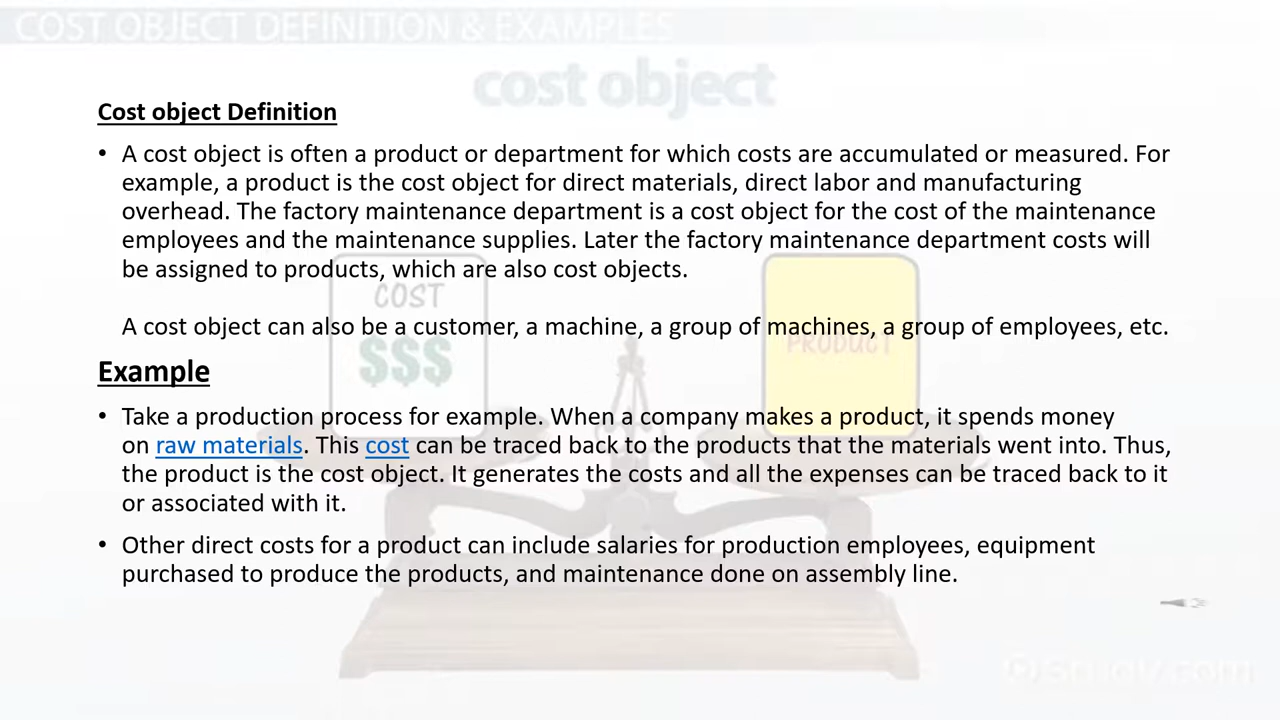 COST OBJECT DEFINITION & EXAMPLES
cost object
Cost object Definition
• A cost object is often a product or department for which costs are accumulated or measured. For
example, a product is the cost object for direct materials, direct labor and manufacturing
overhead. The factory maintenance department is a cost object for the cost of the maintenance
employees and the maintenance supplies. Later the factory maintenance department costs will
be assigned to products, which are also cost objects.
COST
$$$
A cost object can also be a customer, a machine, a group of machines, a group of employees, etc.
PRODUCT
Example
• Take a production process for example. When a company makes a product, it spends money
on raw materials. This cost can be traced back to the products that the materials went into. Thus,
the product is the cost object. It generates the costs and all the expenses can be traced back to it
or associated with it.
• Other direct costs for a product can include salaries for production employees, equipment
purchased to produce the products, and maintenance done on assembly line.